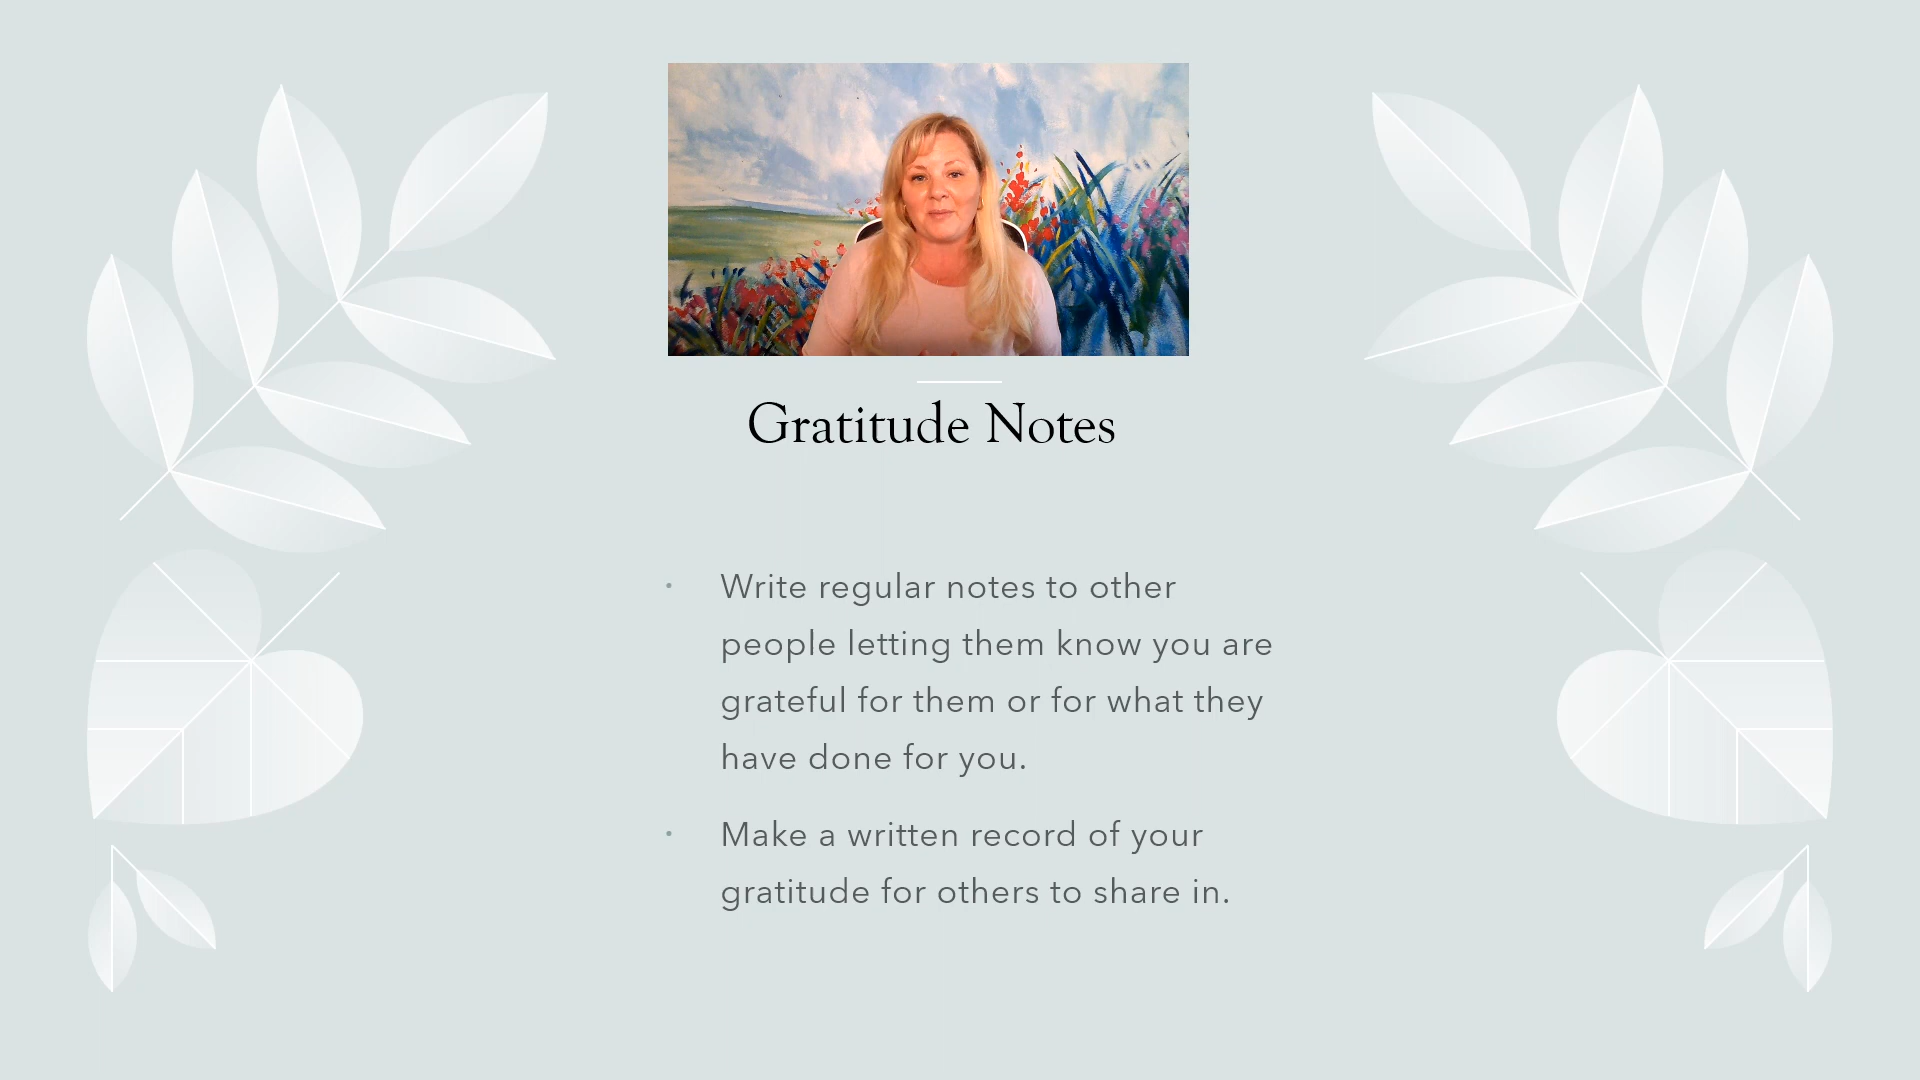 Gratitude Notes
• Write regular notes to other
people letting them know you are
grateful for them or for what they
have done for you.
• Make a written record of your
gratitude for others to share in.